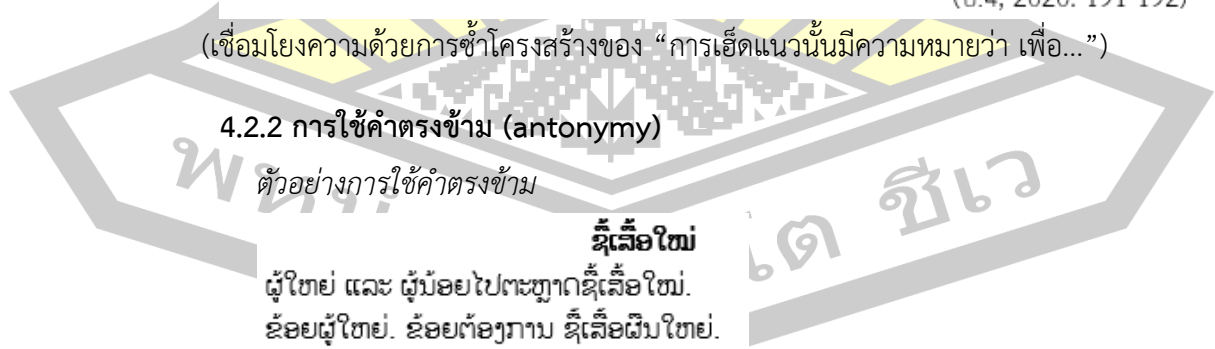 (เชื่อมโยงความด้วยการซ้ำโครงสร้างของ “การเฮ็ดแนวนั้นมีความหมายว่า เพื่อ...”)
4.2.2 การใช้คำตรงข้าม (antonymy)
ตัวอย่างการใช้คำตรงข้าม
ຊື້ເສື້ອໃໝ່
ຜູ້ໃຫຍ່ ແລະ ຜູ້ນ້ອຍໄປຕະຫຼາດຊື້ເສື້ອໃໝ່.
ຂ້ອຍຜູ້ໃຫຍ່. ຂ້ອຍຕ້ອງການ ຊື້ເສື້ອຜືນໃຫຍ່.
ชีเว